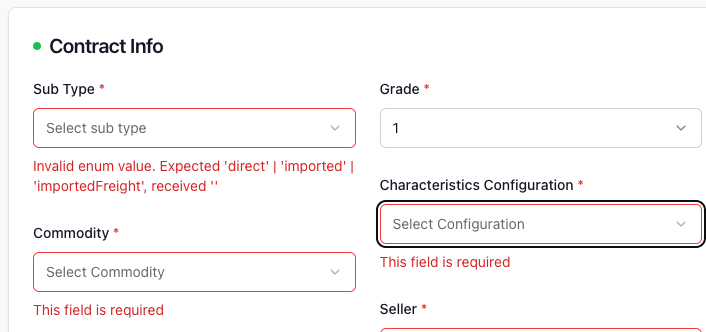 Contract Info
Sub Type *
Select sub type
Invalid enum value. Expected 'direct' | 'imported' |
'importedFreight', received ''
Commodity *
Select Commodity
This field is required
Grade *
1
Characteristics Configuration *
Select Configuration
This field is required
Seller *